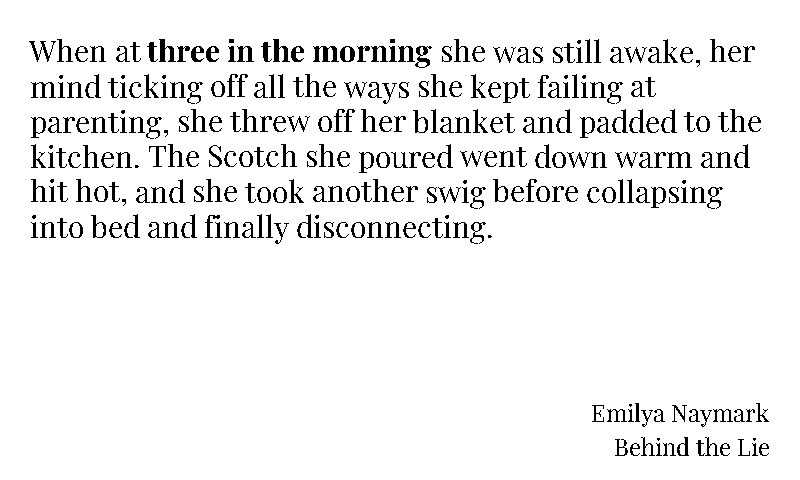 When at three in the morning she was still awake, her
mind ticking off all the ways she kept failing at
parenting, she threw off her blanket and padded to the
kitchen. The Scotch she poured went down warm and
hit hot, and she took another swig before collapsing
into bed and finally disconnecting.
Emilya Naymark
Behind the Lie